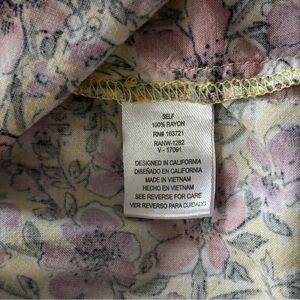 SELF
100% RAYON
RN# 163721
RANW-1282
V - 17091
DESIGNED IN CALIFORNIA
DISEÑADO EN CALIFORNIA
MADE IN VIETNAM
HECHO EN VIETNAM
SEE REVERSE FOR CARE
VIER REVERSO PARA CUIDADO